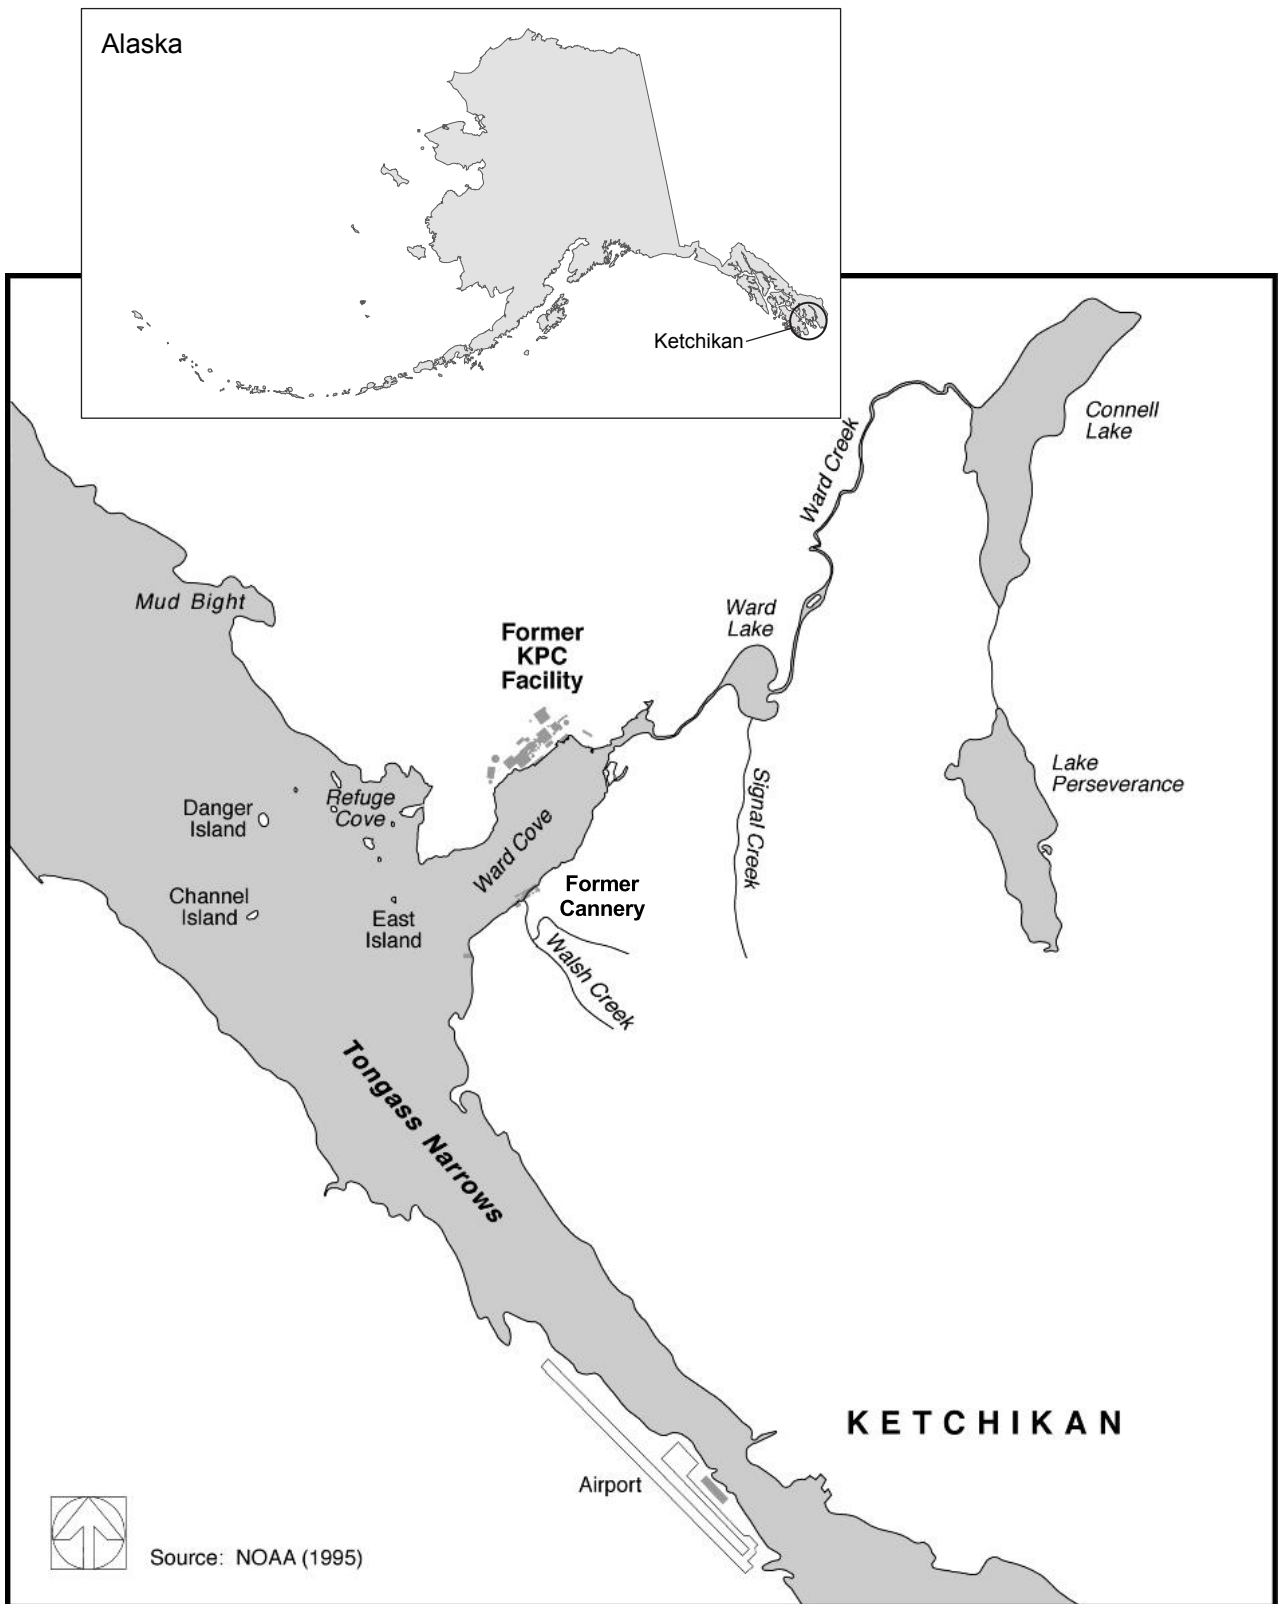 Alaska
Ketchikan
Connell
Lake
Ward Creek
Mud Bight
Ward
Lake
Former
KPC
Facility
Lake
Perseverance
Signal Creek
Refuge
Cove
Danger
Island
Ward Cove
Former
Cannery
Channel
Island
East
Island
Walsh Creek
Tongass Narrows
KETCHIKAN
Airport
Source: NOAA (1995)